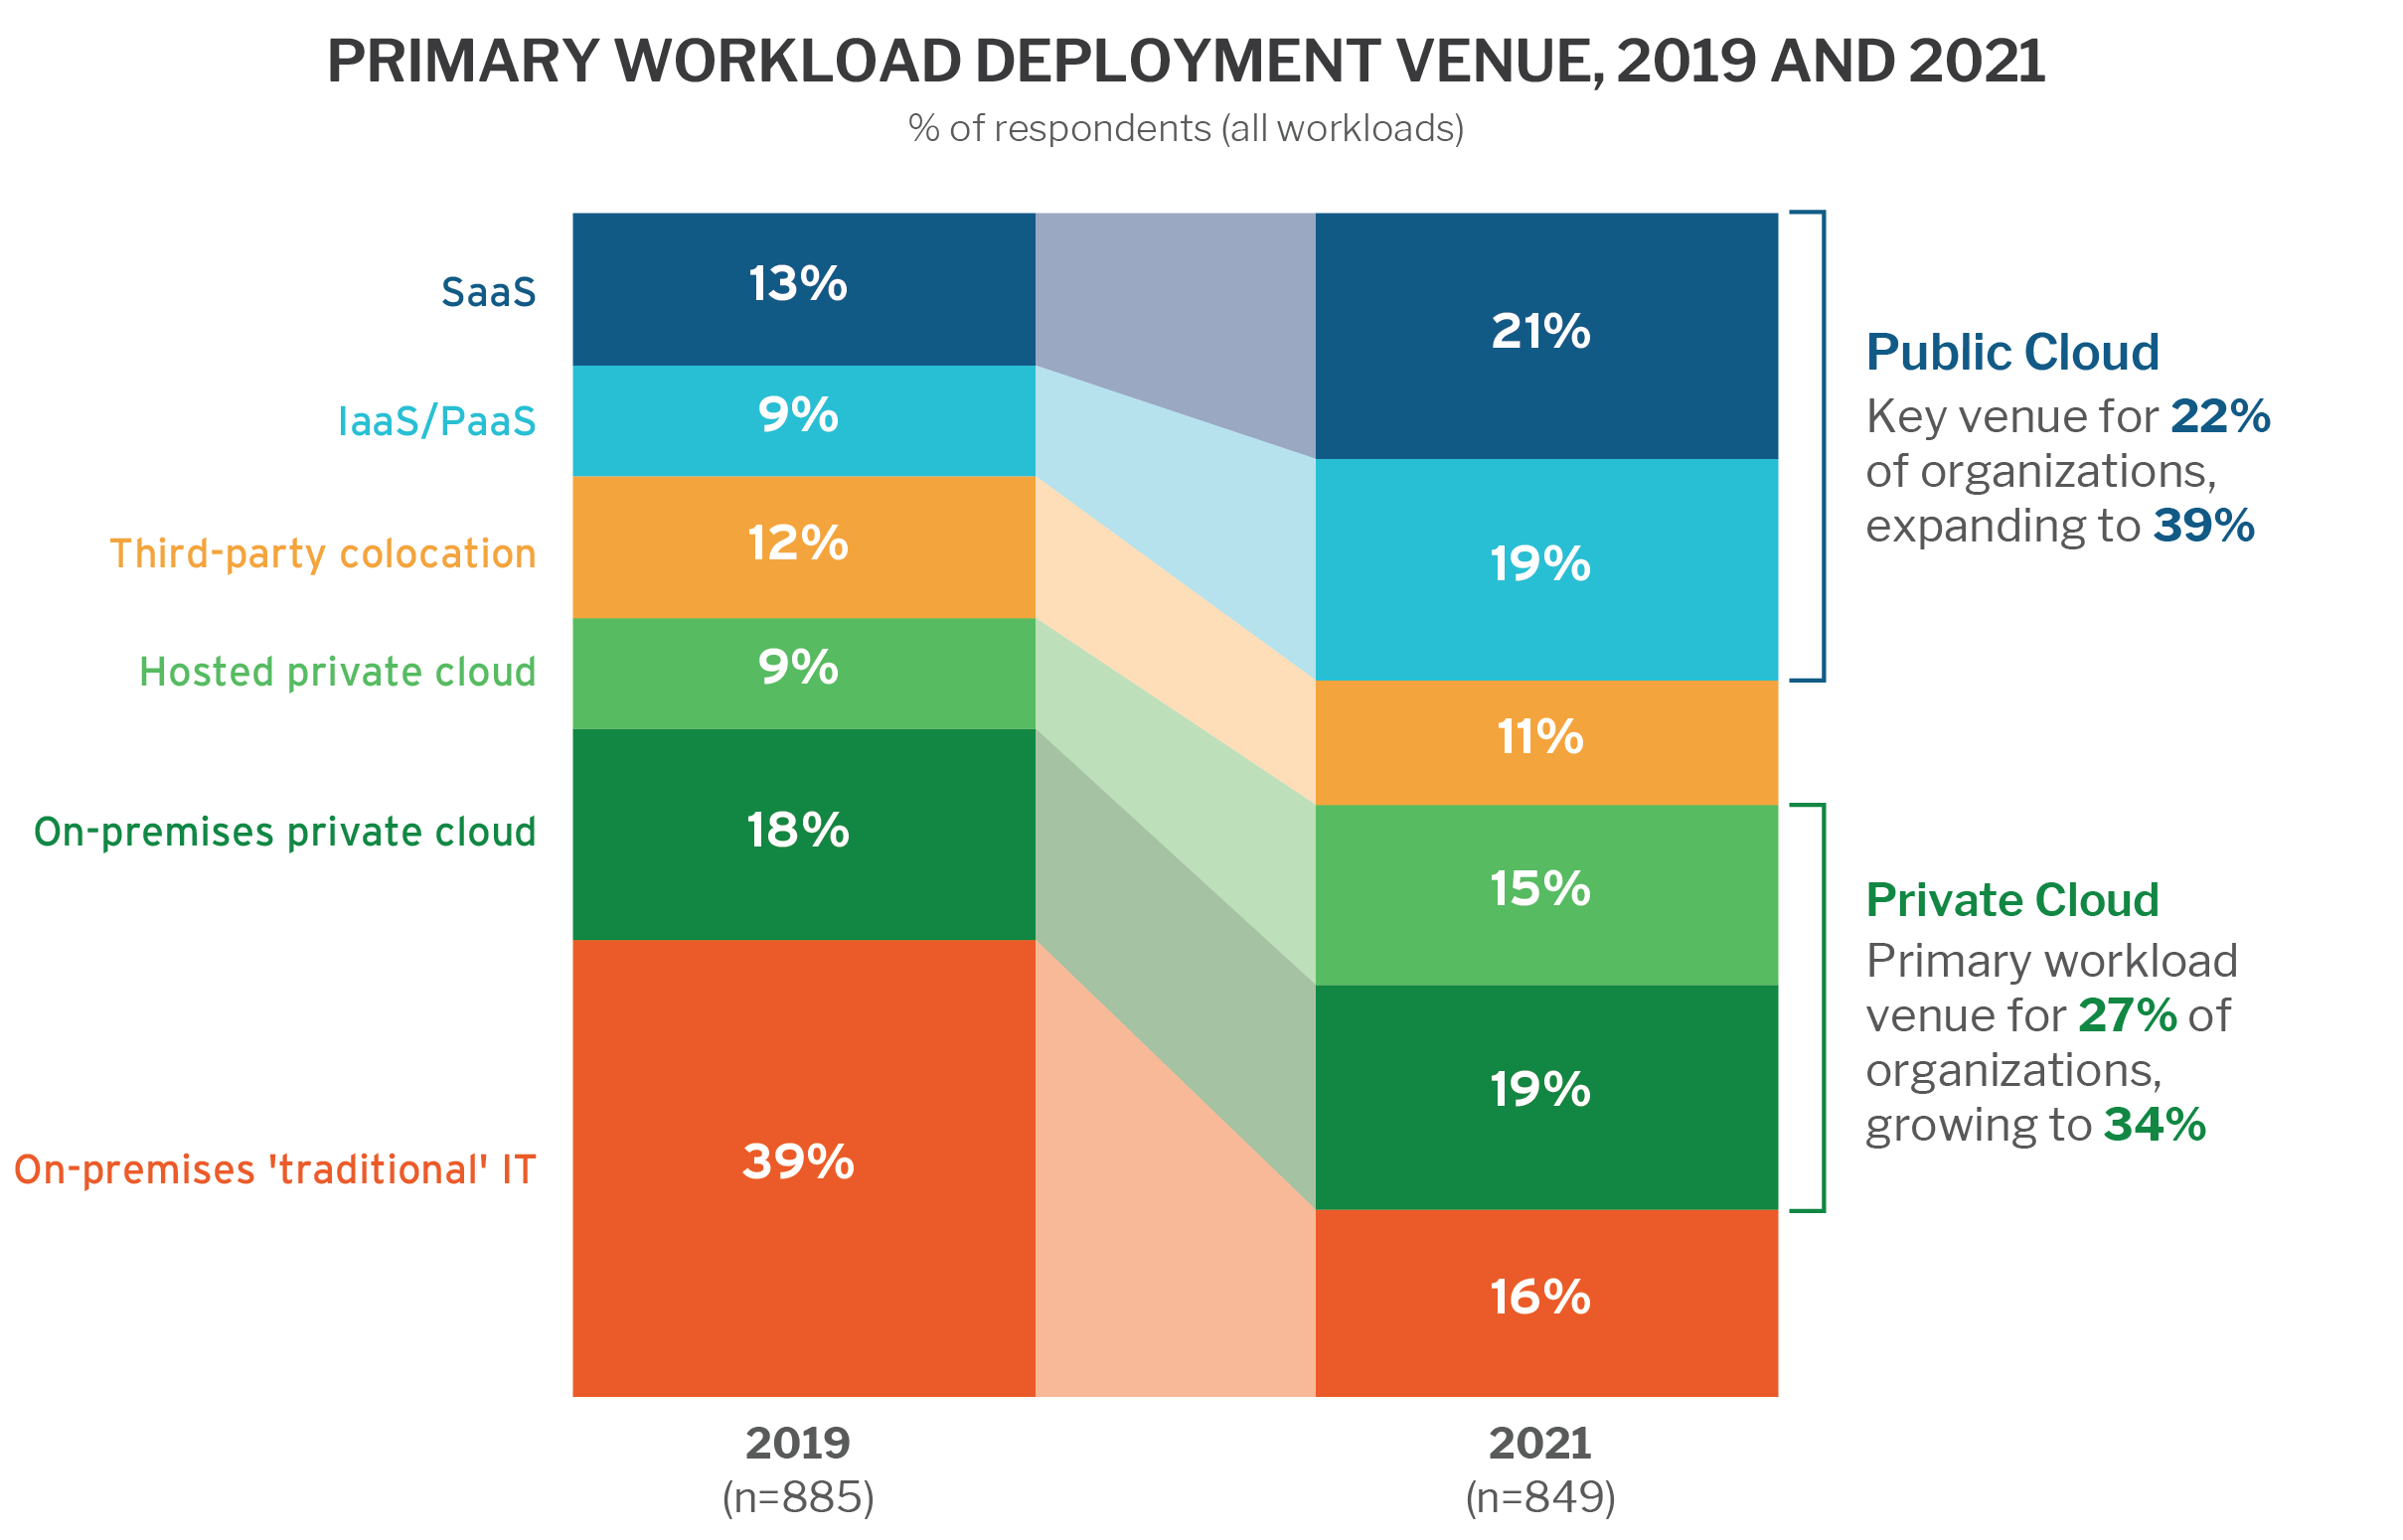 PRIMARY WORKLOAD DEPLOYMENT VENUE, 2019 AND 2021
% of respondents (all workloads)
SaaS
13%
21%
IaaS/PaaS
9%
19%
Third-party colocation
12%
11%
Hosted private cloud
9%
15%
On-premises private cloud
18%
19%
On-premises 'traditional' IT
39%
16%
2019
(n=885)
2021
(n=849)
Public Cloud
Key venue for 22%
of organizations,
expanding to 39%
Private Cloud
Primary workload
venue for 27% of
organizations,
growing to 34%